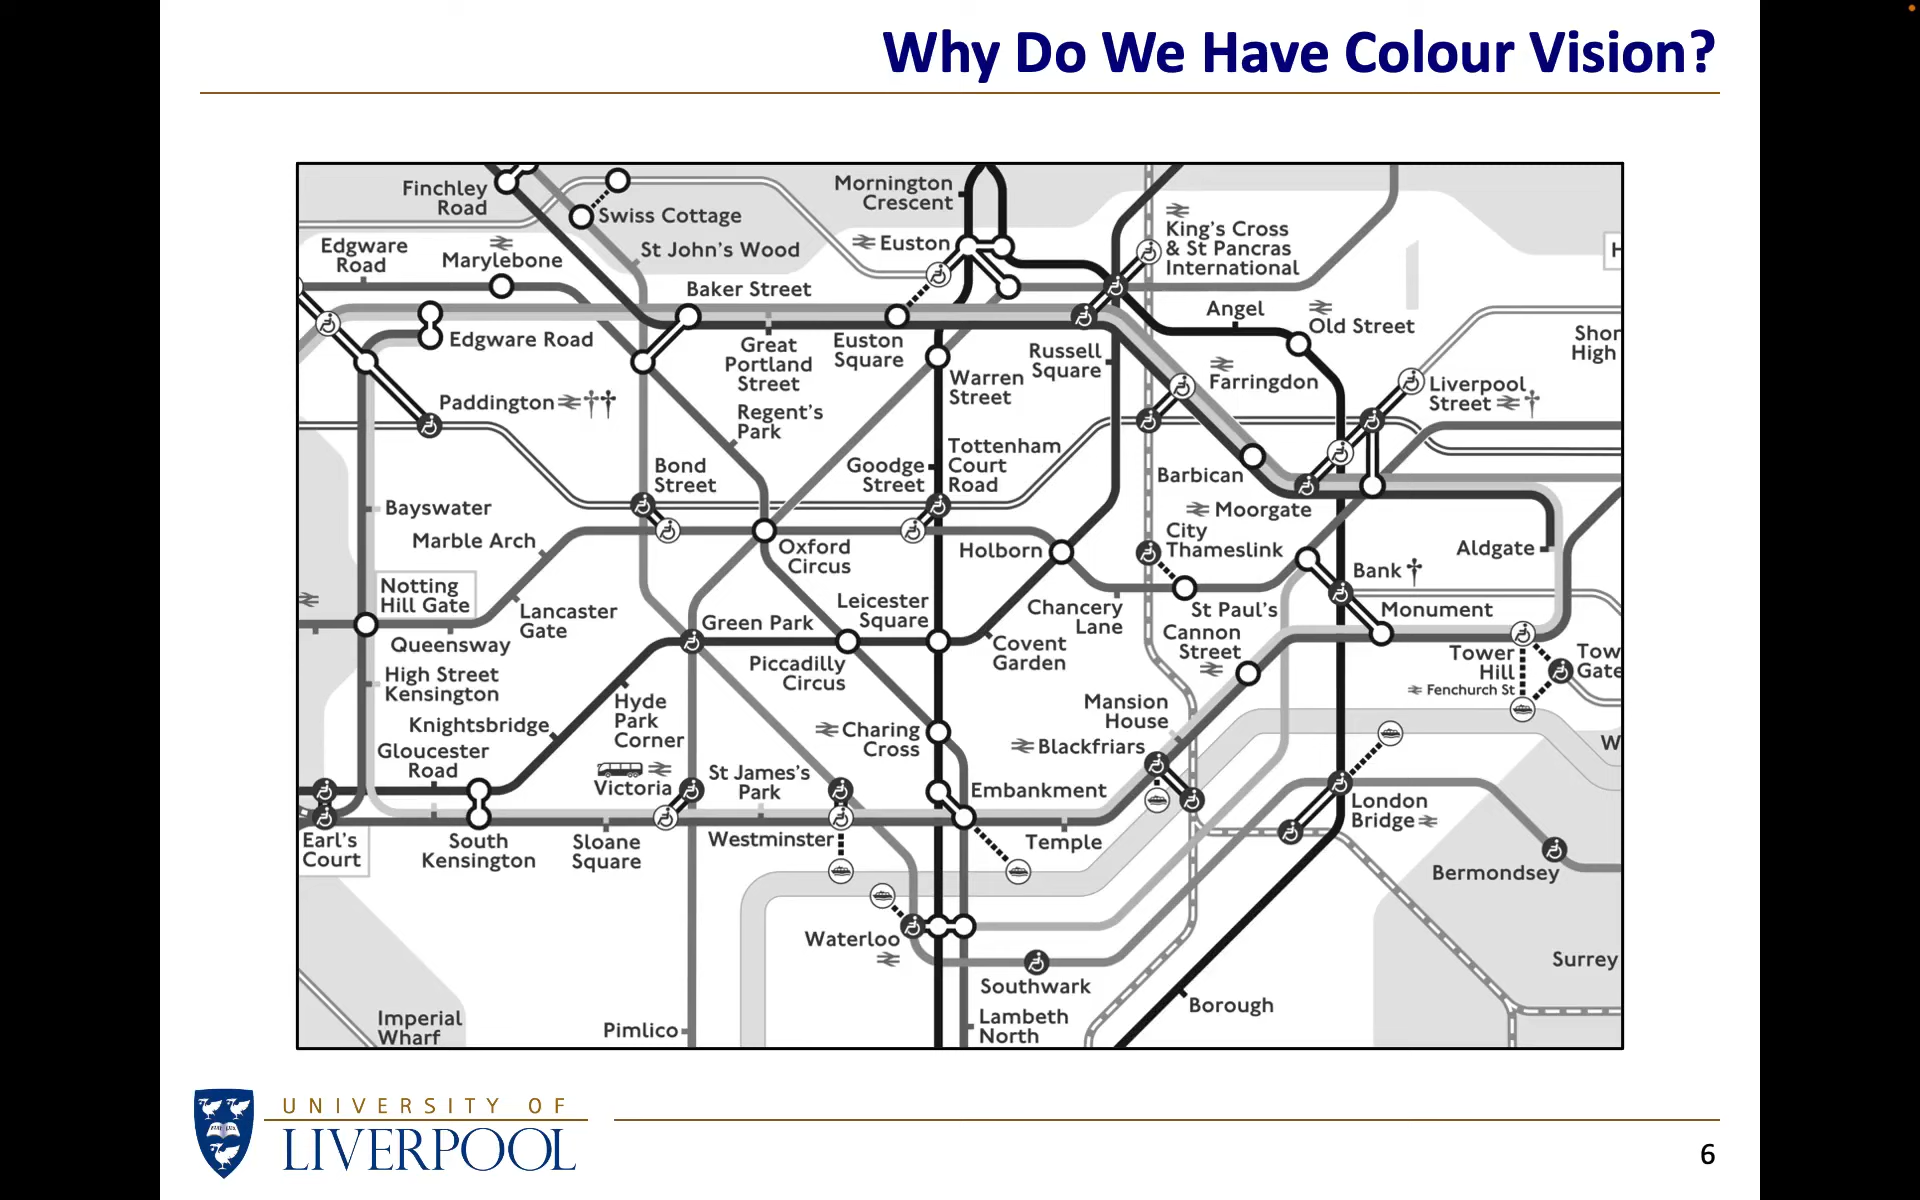 Why Do We Have Colour Vision?
Finchley
Road
Swiss Cottage
Mornington
Crescent
King's Cross
& St Pancras
International
Edgware
Road
Marylebone
St John's Wood
Euston
H
Baker Street
Angel
Old Street
Edgware Road
Great
Portland
Street
Euston
Square
Russell
Square
Shor
High
Warren
Street
Farringdon
Liverpool
Street
Paddington
Regent's
Park
Bond
Street
Goodge
Street
Tottenham
Court
Road
Barbican
Bayswater
Moorgate
Marble Arch
Oxford
Circus
Holborn
City
Thameslink
Aldgate
Notting
Hill Gate
Bank
Lancaster
Gate
Leicester
Square
Chancery
Lane
St Paul's
Monument
Queensway
Green Park
Covent
Garden
Cannon
Street
Tower
Hill
Fenchurch St
Tow
Gate
High Street
Kensington
Piccadilly
Circus
Hyde
Park
Corner
Mansion
House
Knightsbridge
Charing
Cross
Blackfriars
W
Gloucester
Road
Victoria
St James's
Park
Embankment
London
Bridge
Earl's
Court
South
Kensington
Sloane
Square
Westminster
Temple
Bermondsey
Waterloo
Surrey
Southwark
Borough
Imperial
Wharf
Pimlico
Lambeth
North
UNIVERSITY OF
LIVERPOOL
6